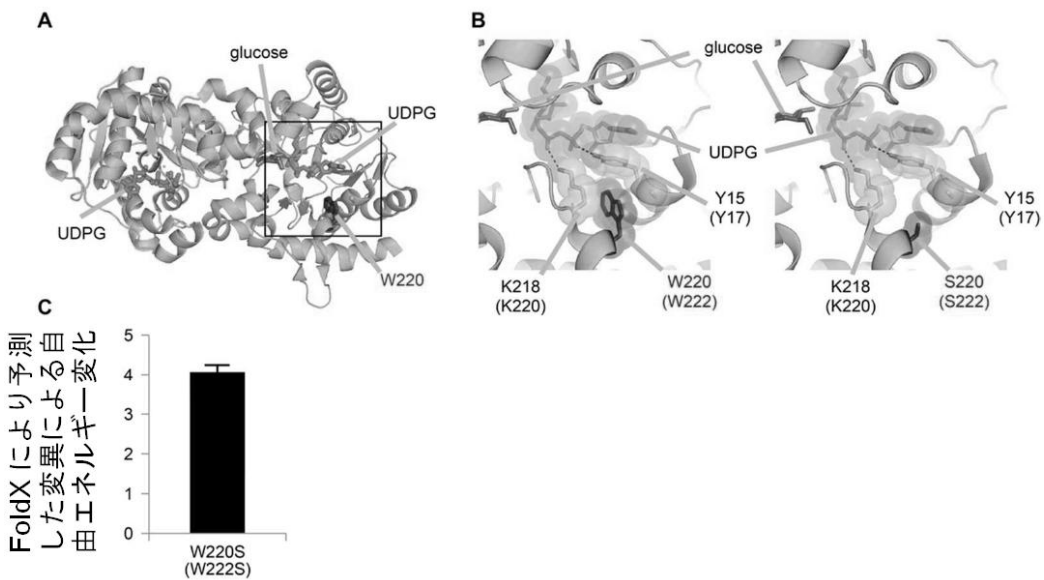 A
glucose
UDPG
UDPG
W220
B
glucose
UDPG
Y15
(Y17)
Y15
(Y17)
K218
(K220)
W220
(W222)
K218
(K220)
S220
(S222)
C
FoldX により予測
した変異による自
由エネルギー変化
5
4
3
2
1
0
W220S
(W222S)